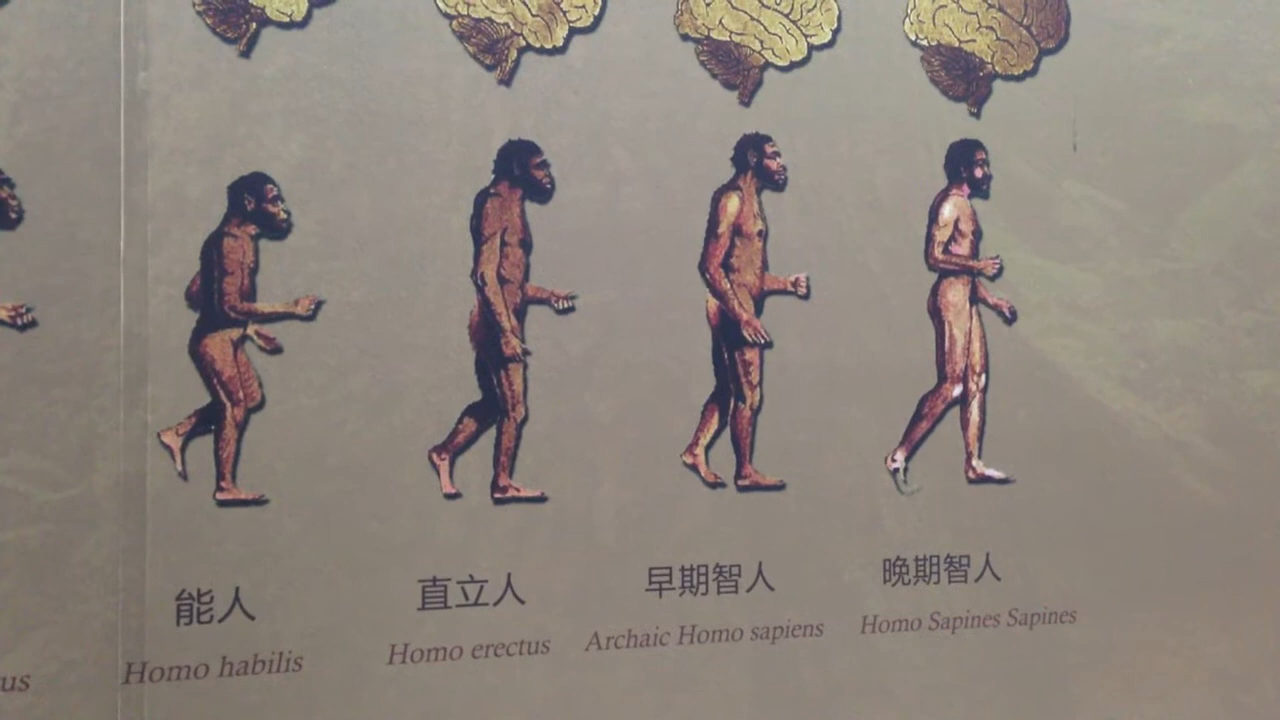 能人
直立人
早期智人
晚期智人
us
Homo habilis
Homo erectus
Archaic Homo sapiens
Homo Sapines Sapines